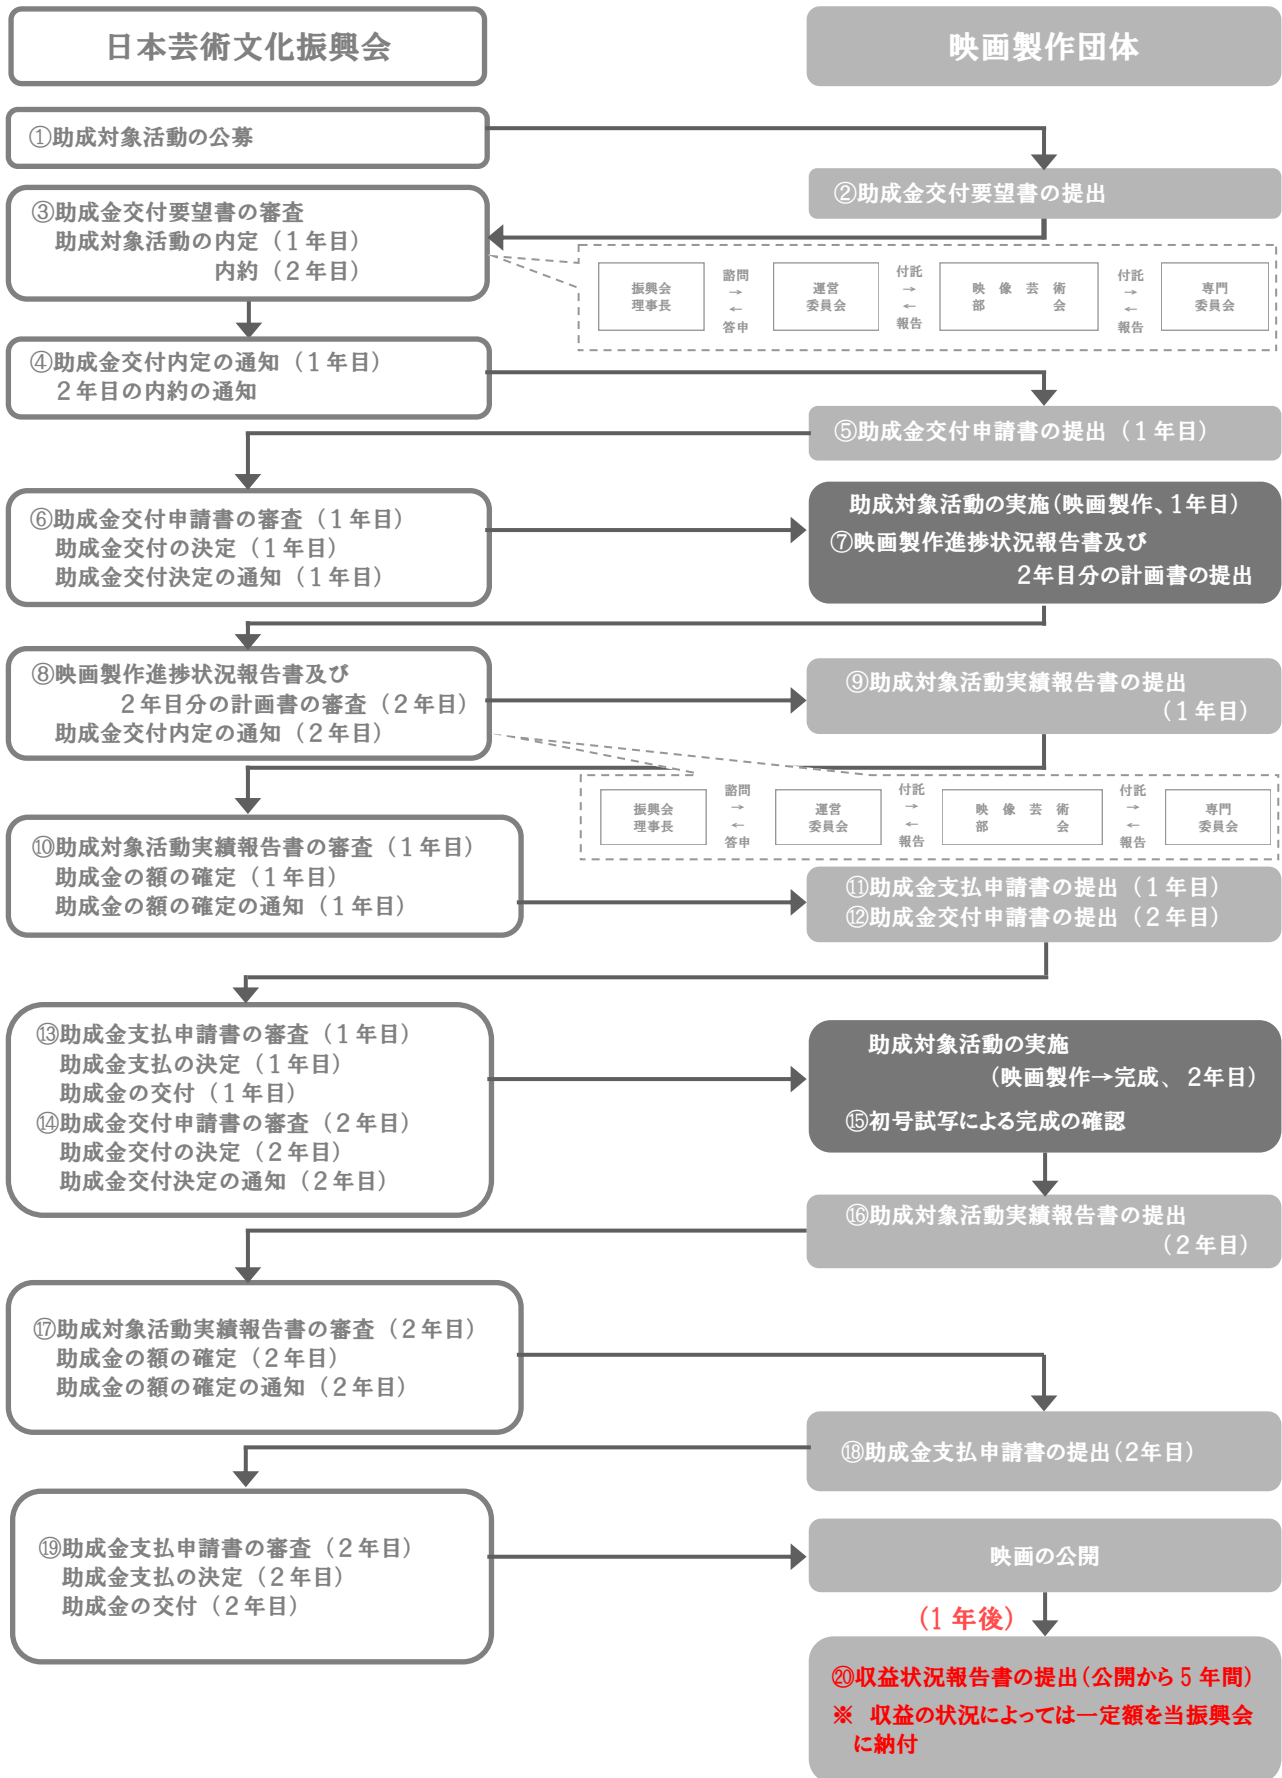 日本芸術文化振興会
映画製作団体
①助成対象活動の公募
②助成金交付要望書の提出
③助成金交付要望書の審査
助成対象活動の内定（１年目）
内約（２年目）
振興会
理事長
諮問
→
←
答申
運営
委員会
付託
→
←
報告
映 像 芸 術
部 会
付託
→
←
報告
専門
委員会
④助成金交付内定の通知（１年目）
２年目の内約の通知
⑤助成金交付申請書の提出（１年目）
⑥助成金交付申請書の審査（１年目）
助成金交付の決定（１年目）
助成金交付決定の通知（１年目）
助成対象活動の実施（映画製作、１年目）
⑦映画製作進捗状況報告書及び
２年目分の計画書の提出
⑧映画製作進捗状況報告書及び
２年目分の計画書の審査（２年目）
助成金交付内定の通知（２年目）
⑨助成対象活動実績報告書の提出
（１年目）
振興会
理事長
諮問
→
←
答申
運営
委員会
付託
→
←
報告
映 像 芸 術
部 会
付託
→
←
報告
専門
委員会
⑩助成対象活動実績報告書の審査（１年目）
助成金の額の確定（１年目）
助成金の額の確定の通知（１年目）
⑪助成金支払申請書の提出（１年目）
⑫助成金交付申請書の提出（２年目）
⑬助成金支払申請書の審査（１年目）
助成金支払の決定（１年目）
助成金の交付（１年目）
⑭助成金交付申請書の審査（２年目）
助成金交付の決定（２年目）
助成金交付決定の通知（２年目）
助成対象活動の実施
（映画製作→完成、２年目）
⑮初号試写による完成の確認
⑯助成対象活動実績報告書の提出
（２年目）
⑰助成対象活動実績報告書の審査（２年目）
助成金の額の確定（２年目）
助成金の額の確定の通知（２年目）
⑱助成金支払申請書の提出（２年目）
⑲助成金支払申請書の審査（２年目）
助成金支払の決定（２年目）
助成金の交付（２年目）
映画の公開
（1 年後）
⑳収益状況報告書の提出（公開から 5 年間）
※ 収益の状況によっては一定額を当振興会
に納付